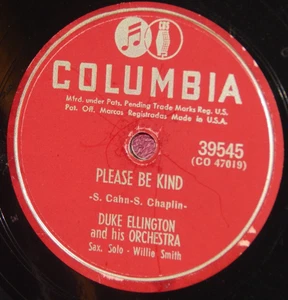 COLUMBIA
Mfrd. under Pats. Pending Trade Marks Reg. U.S.
Pat. Off. Marcas Registradas Made in U.S.A.
39545
(CO 47019)
PLEASE BE KIND
-S. Cahn-S. Chaplin-
DUKE ELLINGTON
and his ORCHESTRA
Sax. Solo - Willie Smith